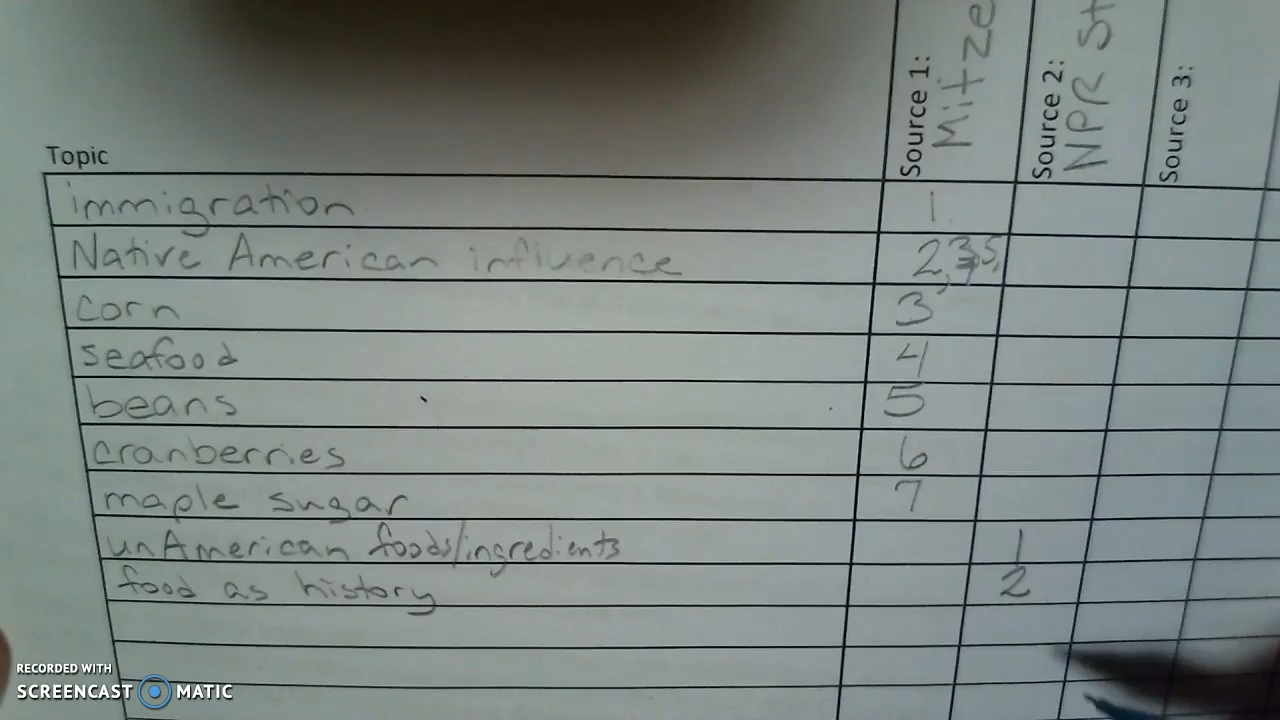 Source 1:
Mitze
Source 2:
NPR St
Source 3:
Topic
immigration 1
Native American influence 2, 3, 5,
corn 3
seafood 4
beans 5
cranberries 6
maple sugar 7
unAmerican foods/ingredients 1
food as history 2
RECORDED WITH
SCREENCAST MATIC